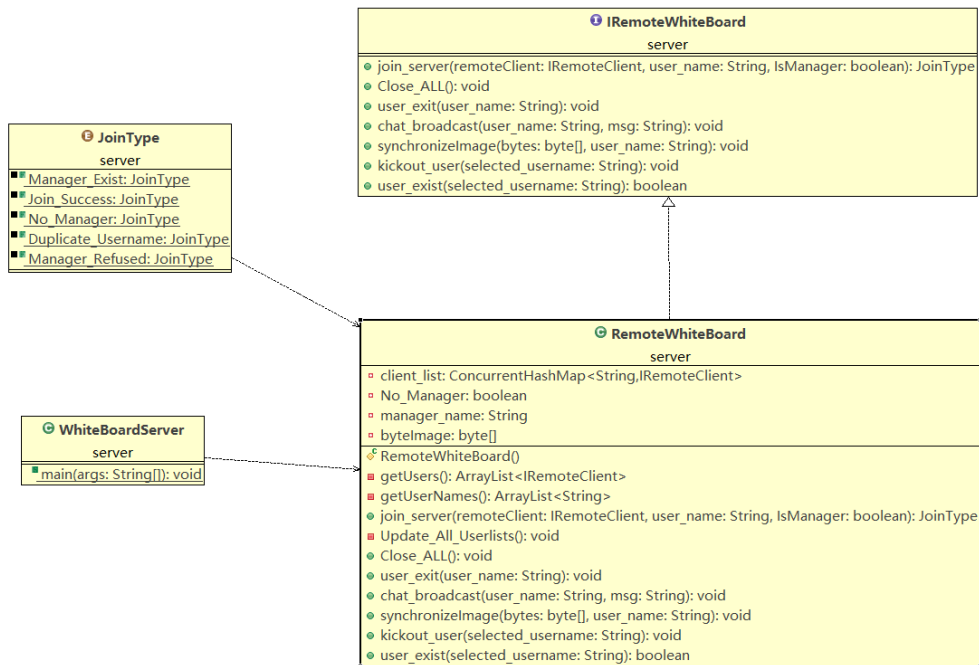 IRemoteWhiteBoard
server
join_server(remoteClient: IRemoteClient, user_name: String, IsManager: boolean): JoinType
Close_ALL(): void
user_exit(user_name: String): void
chat_broadcast(user_name: String, msg: String): void
synchronizeImage(bytes: byte[], user_name: String): void
kickout_user(selected_username: String): void
user_exist(selected_username: String): boolean
JoinType
server
Manager_Exist: JoinType
Join_Success: JoinType
No_Manager: JoinType
Duplicate_Username: JoinType
Manager_Refused: JoinType
WhiteBoardServer
server
main(args: String[]): void
RemoteWhiteBoard
server
client_list: ConcurrentHashMap<String,IRemoteClient>
No_Manager: boolean
manager_name: String
byteImage: byte[]
RemoteWhiteBoard()
getUsers(): ArrayList<IRemoteClient>
getUserNames(): ArrayList<String>
join_server(remoteClient: IRemoteClient, user_name: String, IsManager: boolean): JoinType
Update_All_Userlists(): void
Close_ALL(): void
user_exit(user_name: String): void
chat_broadcast(user_name: String, msg: String): void
synchronizeImage(bytes: byte[], user_name: String): void
kickout_user(selected_username: String): void
user_exist(selected_username: String): boolean